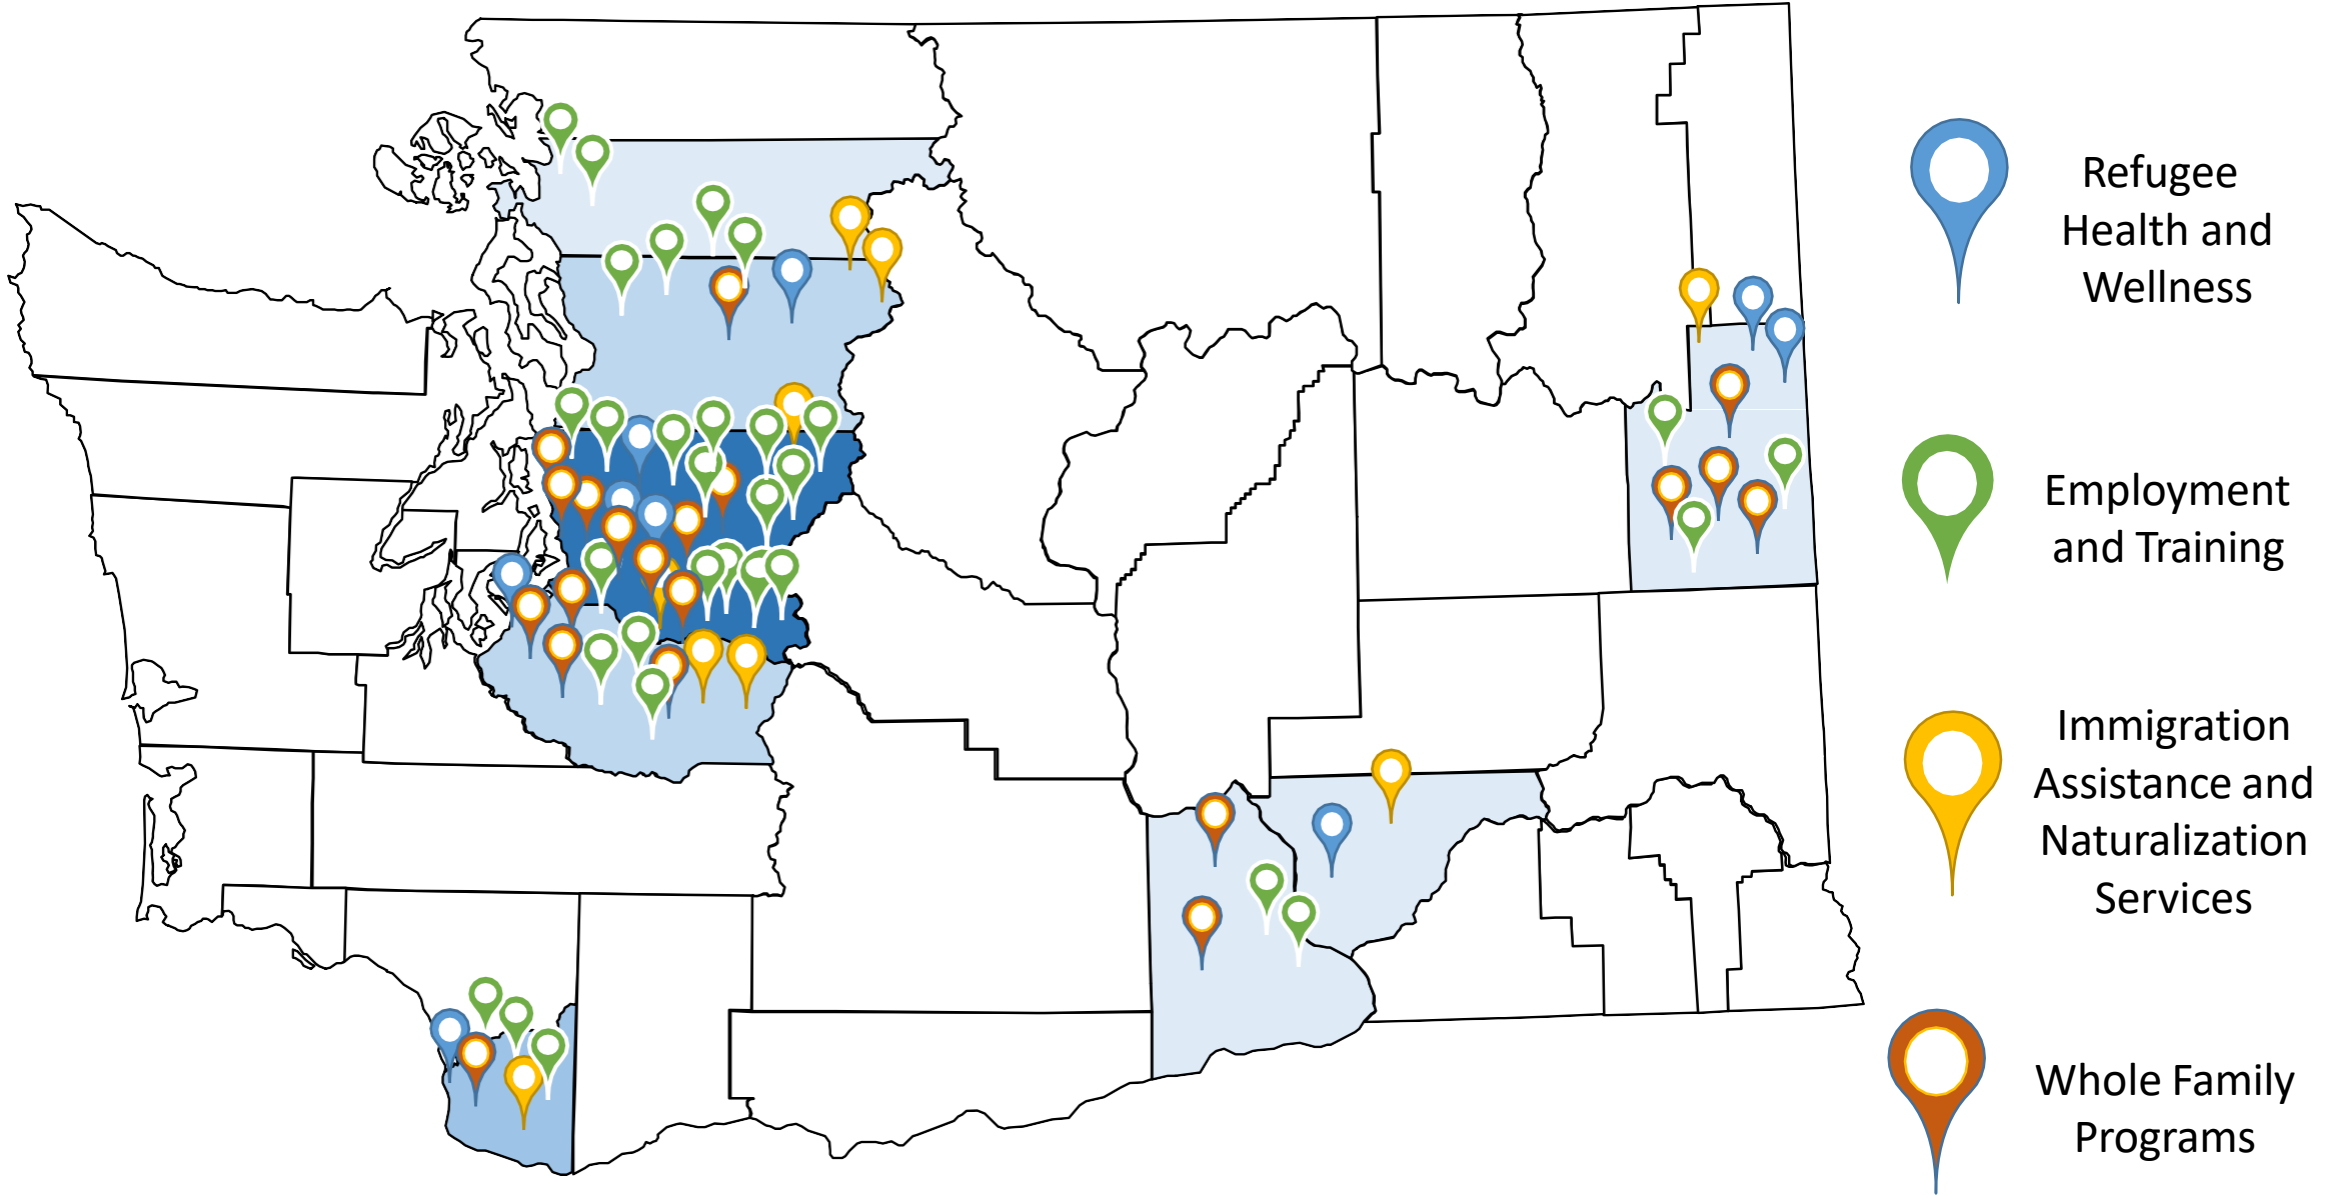 Refugee
Health and
Wellness
Employment
and Training
Immigration
Assistance and
Naturalization
Services
Whole Family
Programs